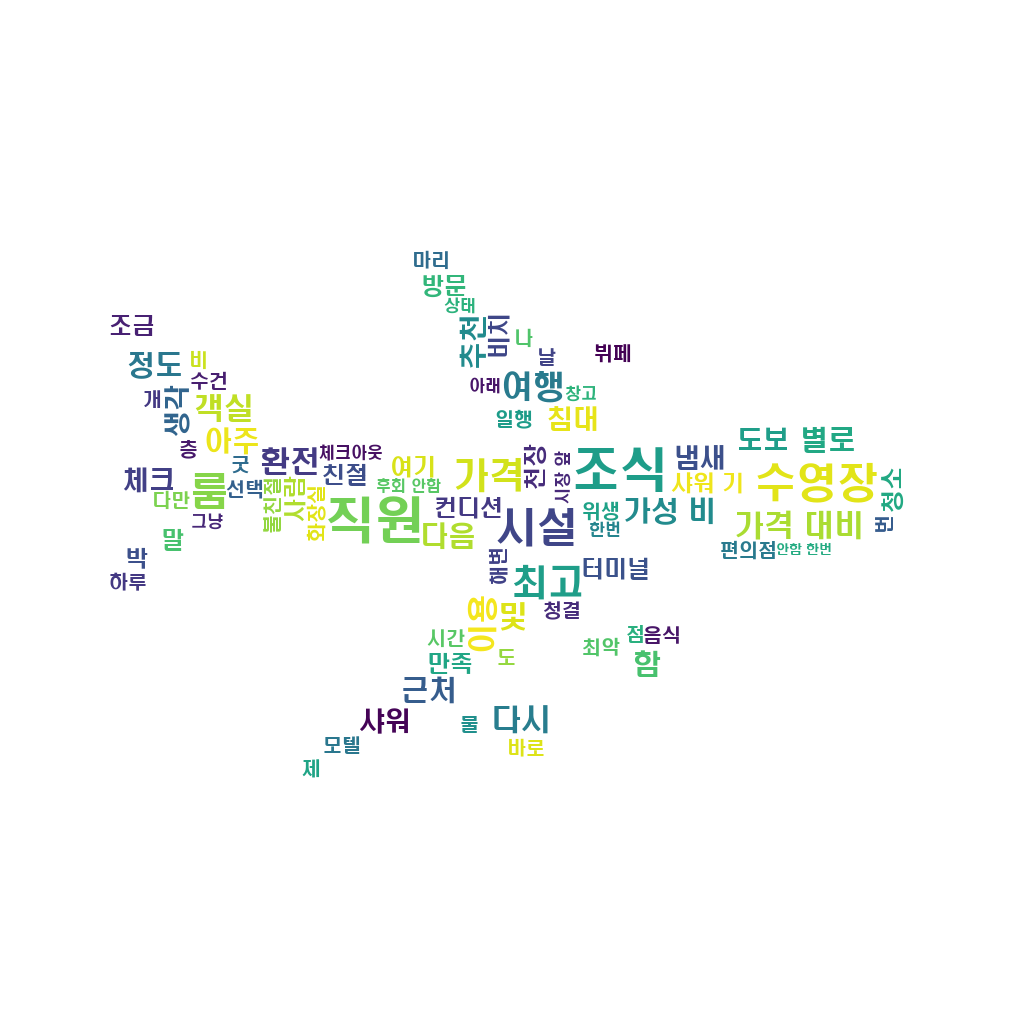 마리
방문
상태
조금
추천
비치
나
뷔페
정도
비
날
수건
아래
여행
창고
개
생각
객실
일행
침대
아주
도보 별로
층
굿
환전
체크아웃
천장
시장 앞
조식
냄새
체크
룸
선택
친절
여기
가격
샤워 기
수영장
청소
다만
불친절
사람
화장실
후회 안함
그냥
직원
컨디션
시설
위생
가성 비
가격 대비
번
말
다음
한번
편의점
안함 한번
박
해변
터미널
하루
최고
이용
및
청결
시간
최악
점
음식
만족
도
함
근처
샤워
물
다시
모텔
바로
제